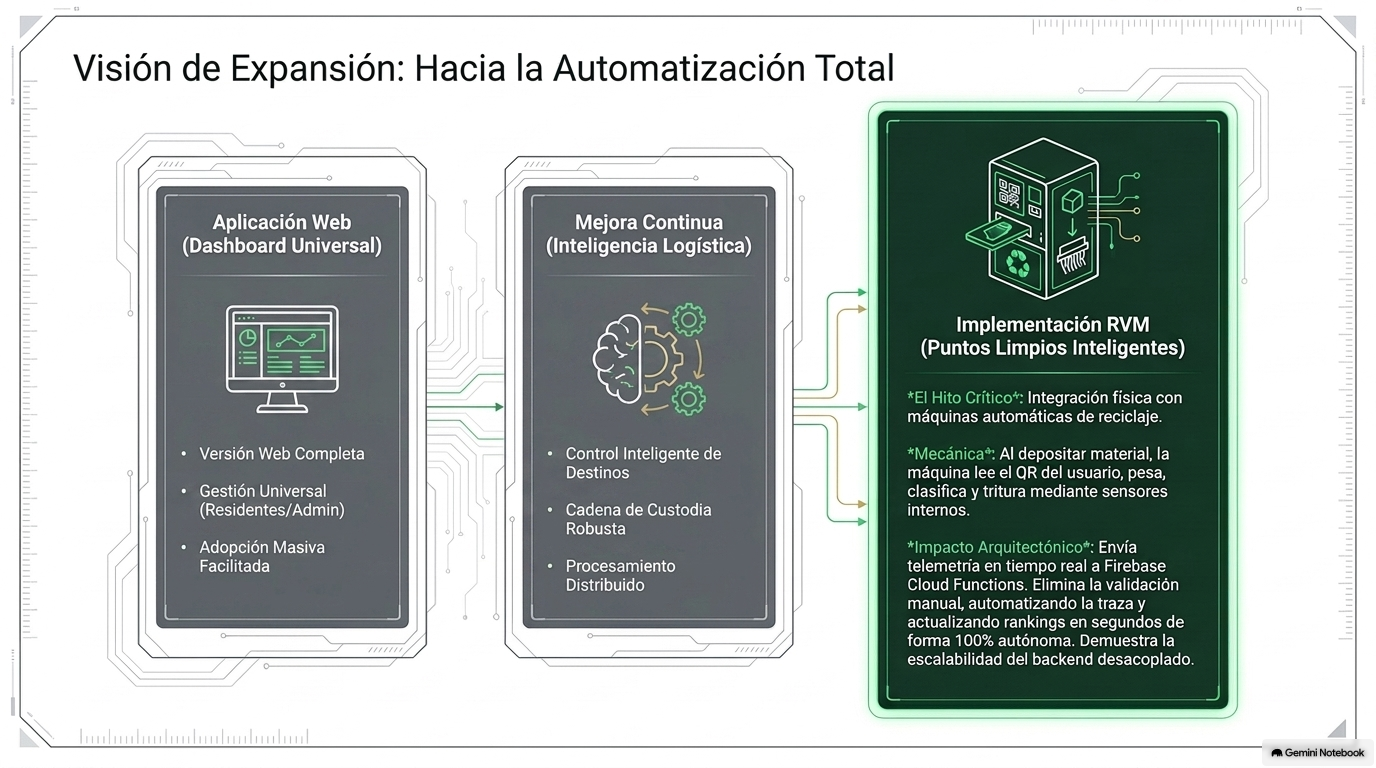 Visión de Expansión: Hacia la Automatización Total
Aplicación Web
(Dashboard Universal)
• Versión Web Completa
• Gestión Universal
(Residentes/Admin)
• Adopción Masiva
Facilitada
Mejora Continua
(Inteligencia Logística)
• Control Inteligente de
Destinos
• Cadena de Custodia
Robusta
• Procesamiento
Distribuido
Implementación RVM
(Puntos Limpios Inteligentes)
*El Hito Crítico*: Integración física con
máquinas automáticas de reciclaje.
*Mecánica*: Al depositar material, la
máquina lee el QR del usuario, pesa,
clasifica y tritura mediante sensores
internos.
*Impacto Arquitectónico*: Envía
telemetría en tiempo real a Firebase
Cloud Functions. Elimina la validación
manual, automatizando la traza y
actualizando rankings en segundos de
forma 100% autónoma. Demuestra la
escalabilidad del backend desacoplado.
Gemini Notebook